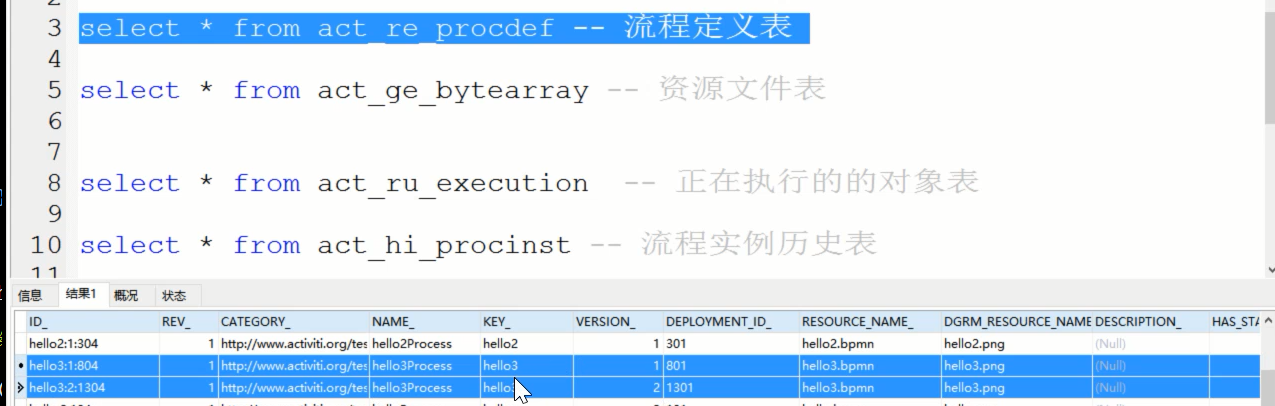 3 select * from act_re_procdef -- 流程定义表
4
5 select * from act_ge_bytearray -- 资源文件表
6
7
8 select * from act_ru_execution -- 正在执行的的对象表
9
10 select * from act_hi_procinst -- 流程实例历史表
11
信息 结果1 概况 状态
ID_ REV_ CATEGORY_ NAME_ KEY_ VERSION_ DEPLOYMENT_ID_ RESOURCE_NAME_ DGRM_RESOURCE_NAME DESCRIPTION_ HAS_STA
hello2:1:304 1 http://www.activiti.org/tes hello2Process hello2 1 301 hello2.bpmn hello2.png (Null)
hello3:1:804 1 http://www.activiti.org/tes hello3Process hello3 1 801 hello3.bpmn hello3.png (Null)
hello3:2:1304 1 http://www.activiti.org/tes hello3Process 2 1301 hello3.bpmn hello3.png (Null)